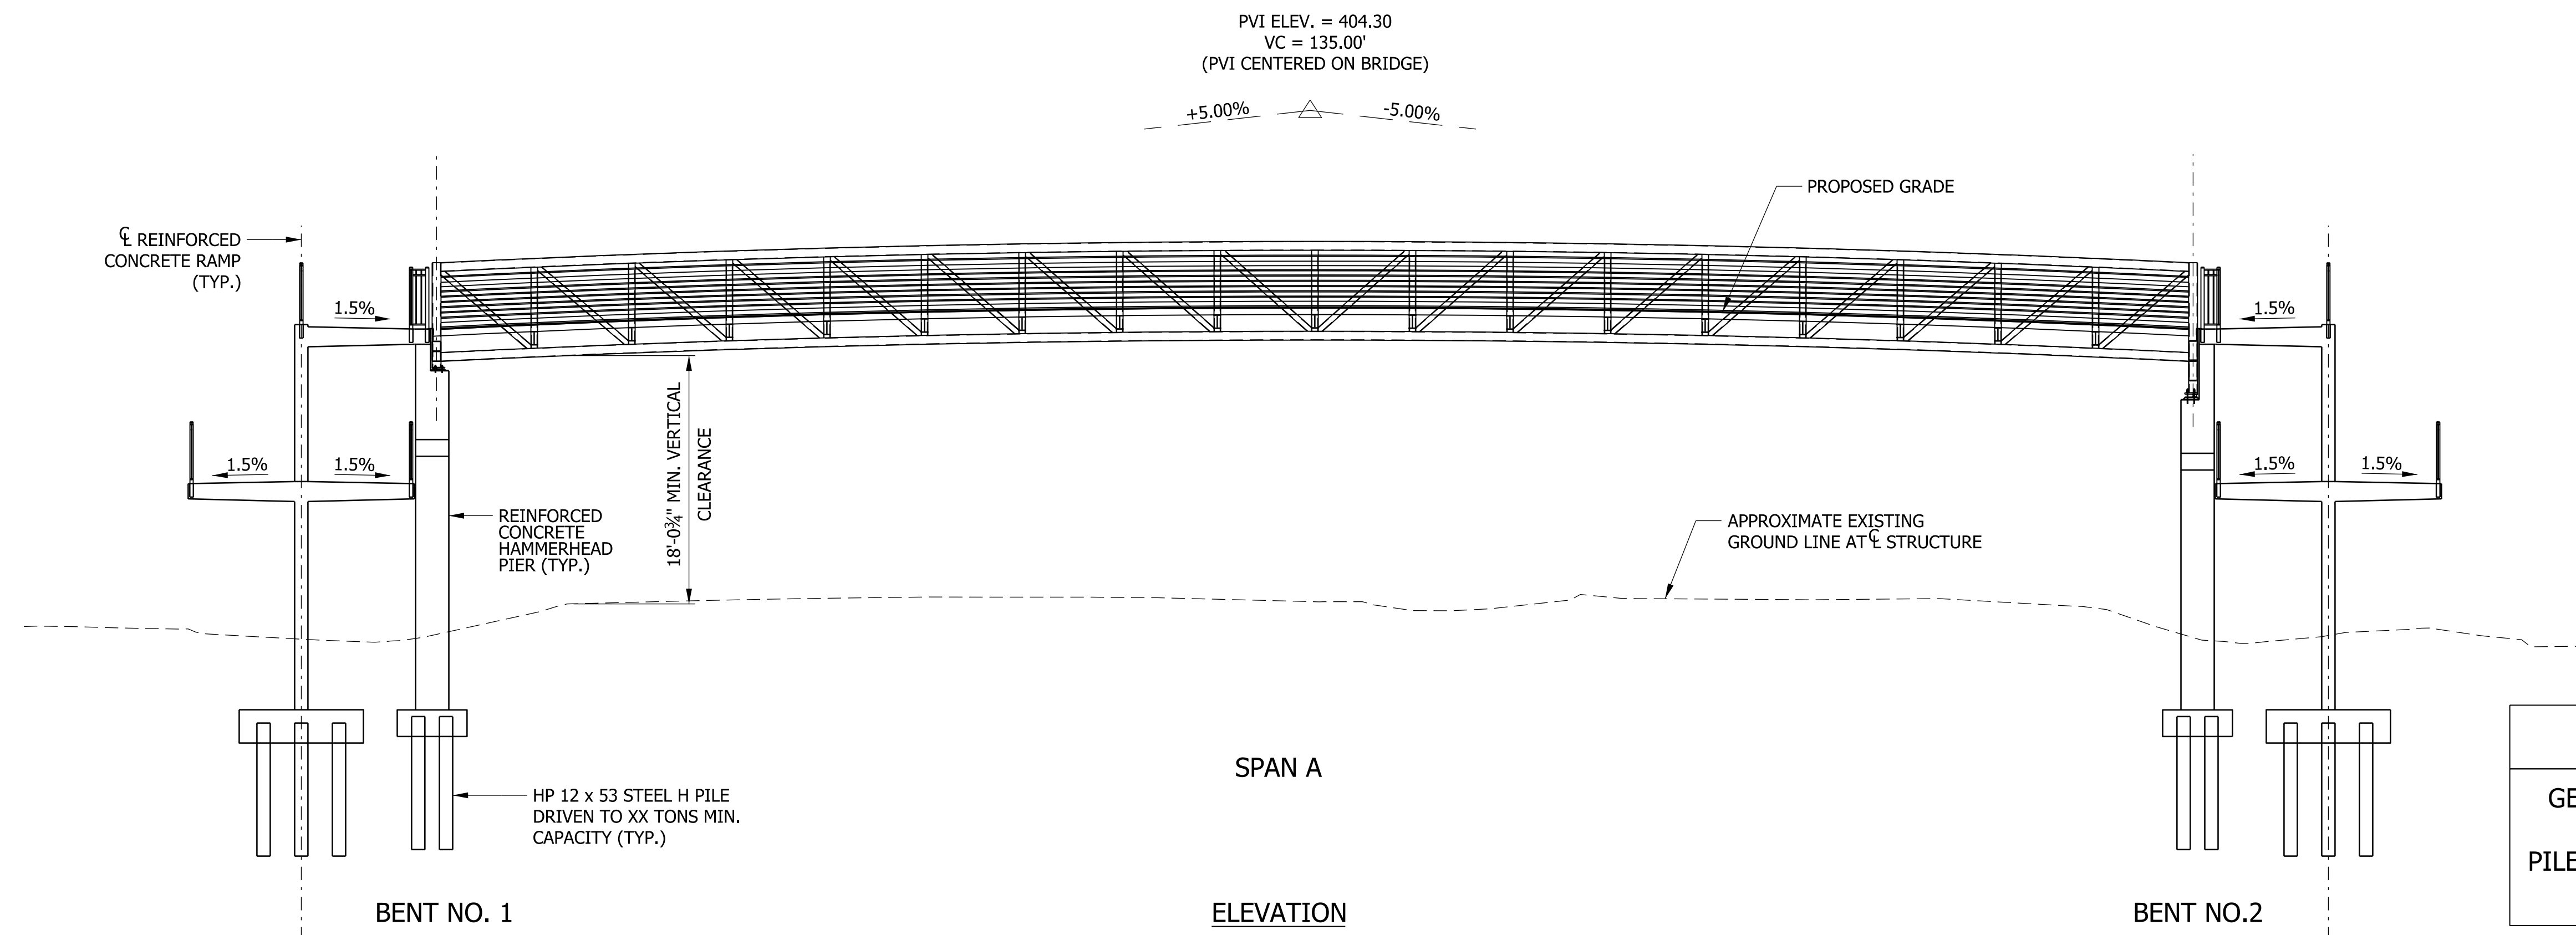 PVI ELEV. = 404.30
VC = 135.00'
(PVI CENTERED ON BRIDGE)
+5.00%
-5.00%
PROPOSED GRADE
℄ REINFORCED
CONCRETE RAMP
(TYP.)
1.5%
1.5%
18'-0¾" MIN. VERTICAL
CLEARANCE
1.5%
1.5%
1.5%
1.5%
REINFORCED
CONCRETE
HAMMERHEAD
PIER (TYP.)
APPROXIMATE EXISTING
GROUND LINE AT ℄ STRUCTURE
SPAN A
HP 12 x 53 STEEL H PILE
DRIVEN TO XX TONS MIN.
CAPACITY (TYP.)
GE
PILE
BENT NO. 1
ELEVATION
BENT NO.2